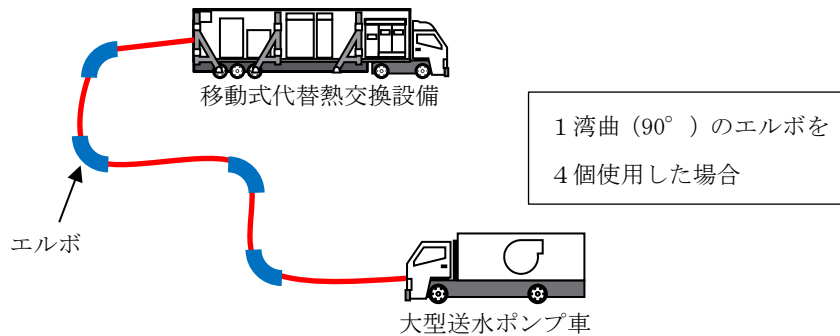 移動式代替熱交換設備
1湾曲(90°)のエルボを
4個使用した場合
エルボ
大型送水ポンプ車